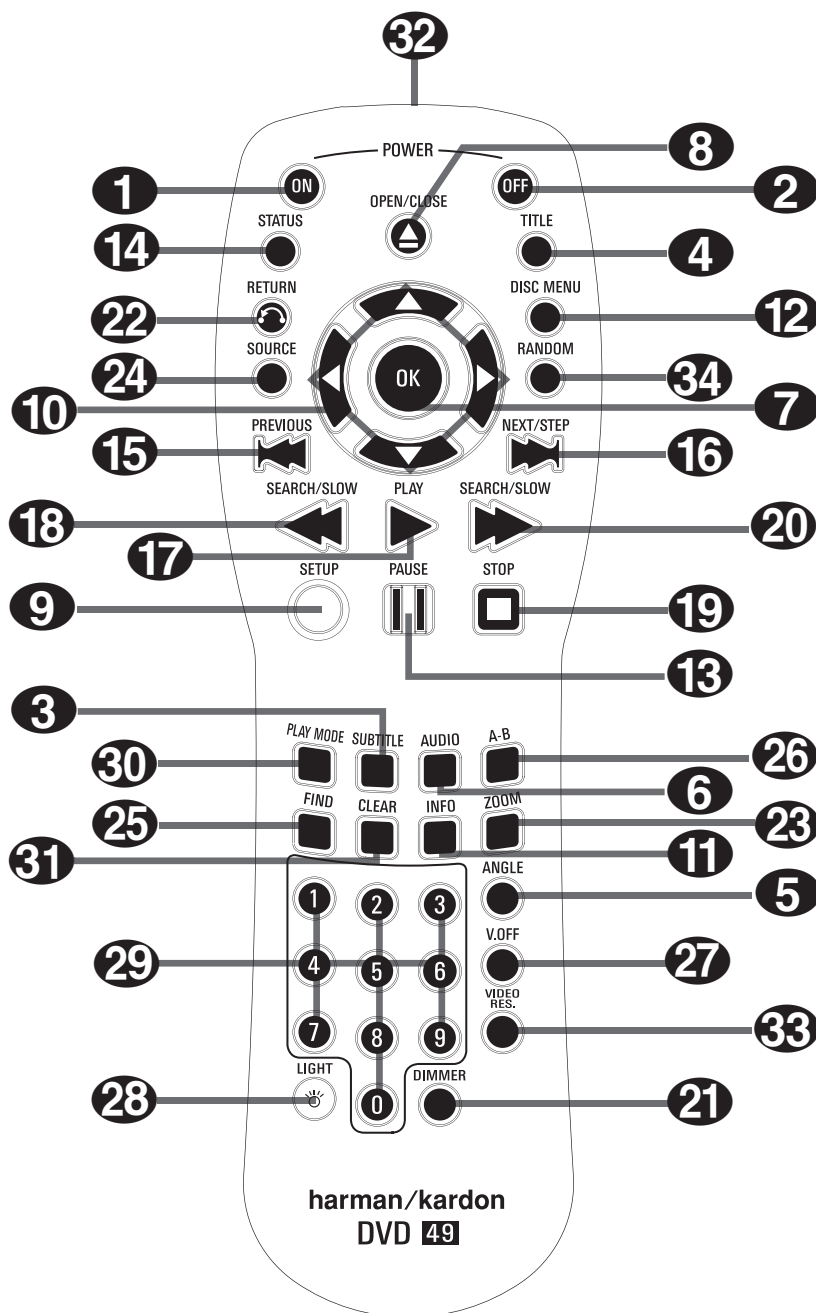 32
POWER
8
1
ON
OFF
2
OPEN/CLOSE
STATUS
TITLE
14
4
RETURN
DISC MENU
22
12
SOURCE
RANDOM
24
OK
34
10
7
PREVIOUS
NEXT/STEP
15
16
SEARCH/SLOW
PLAY
SEARCH/SLOW
18
20
17
SETUP
PAUSE
STOP
9
19
13
3
PLAY MODE
SUBTITLE
AUDIO
A-B
30
26
6
FIND
CLEAR
INFO
ZOOM
25
23
31
11
ANGLE
1
2
3
5
V.OFF
29
4
5
6
27
VIDEO
RES.
7
8
9
33
LIGHT
DIMMER
28
0
21
harman/kardon
DVD 49